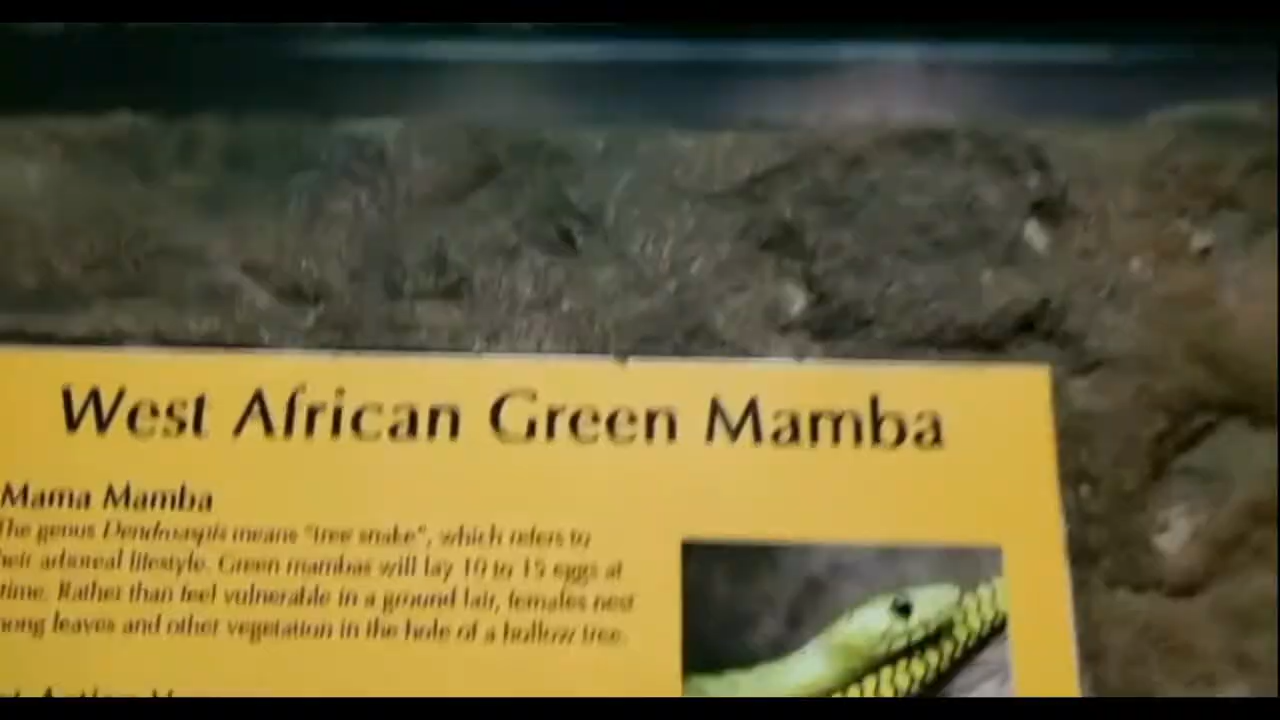 West African Green Mamba
Mama Mamba
The genus Dendroaspis means "tree snake", which refers to
their arboreal lifestyle. Green mambas will lay 10 to 15 eggs at
time. Rather than feel vulnerable in a ground lair, females nest
mong leaves and other vegetation in the hole of a hollow tree.